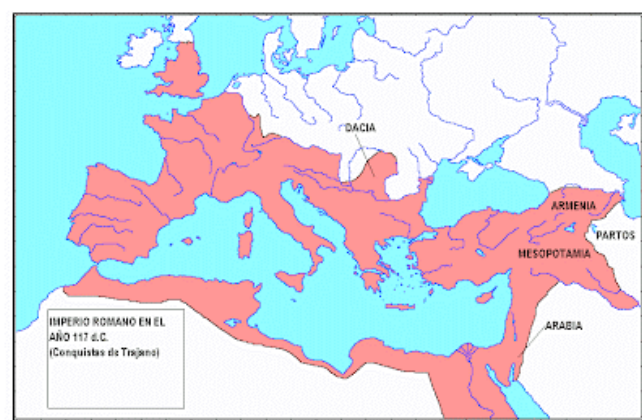 DACIA
ARMENIA
PARTOS
MESOPOTAMIA
ARABIA
IMPERIO ROMANO EN EL
AÑO 117 d.C.
(Conquistas de Trajano)